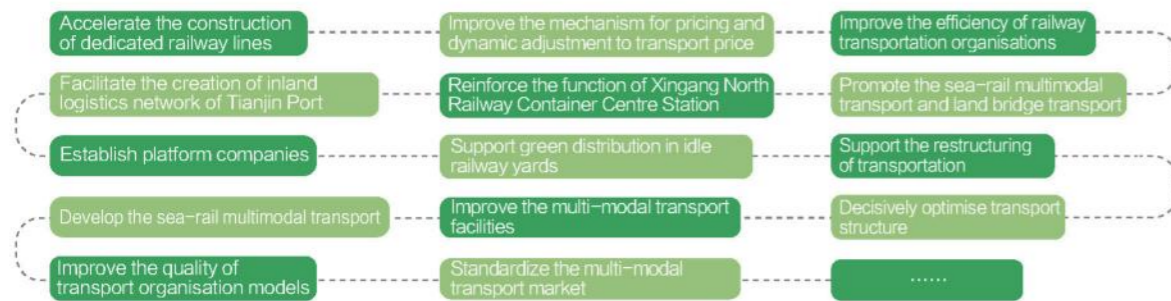 Accelerate the construction
of dedicated railway lines
Improve the mechanism for pricing and
dynamic adjustment to transport price
Improve the efficiency of railway
transportation organisations
Facilitate the creation of inland
logistics network of Tianjin Port
Reinforce the function of Xingang North
Railway Container Centre Station
Promote the sea-rail multimodal
transport and land bridge transport
Establish platform companies
Support green distribution in idle
railway yards
Support the restructuring
of transportation
Develop the sea-rail multimodal transport
Improve the multi-modal transport
facilities
Decisively optimise transport
structure
Improve the quality of
transport organisation models
Standardize the multi-modal
transport market
……